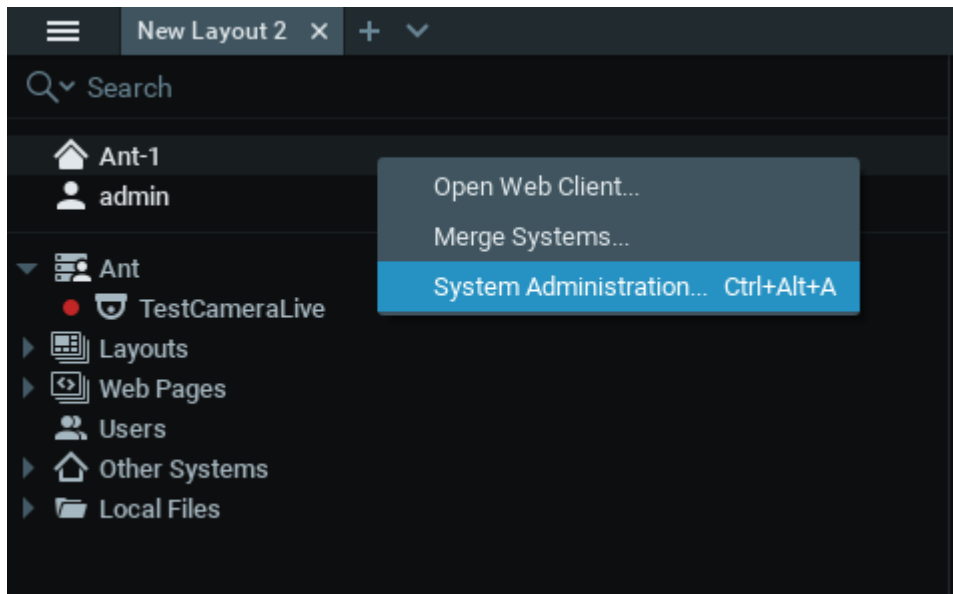 New Layout 2
Search
Ant-1
admin
Open Web Client...
Merge Systems...
System Administration... Ctrl+Alt+A
Ant
TestCameraLive
Layouts
Web Pages
Users
Other Systems
Local Files